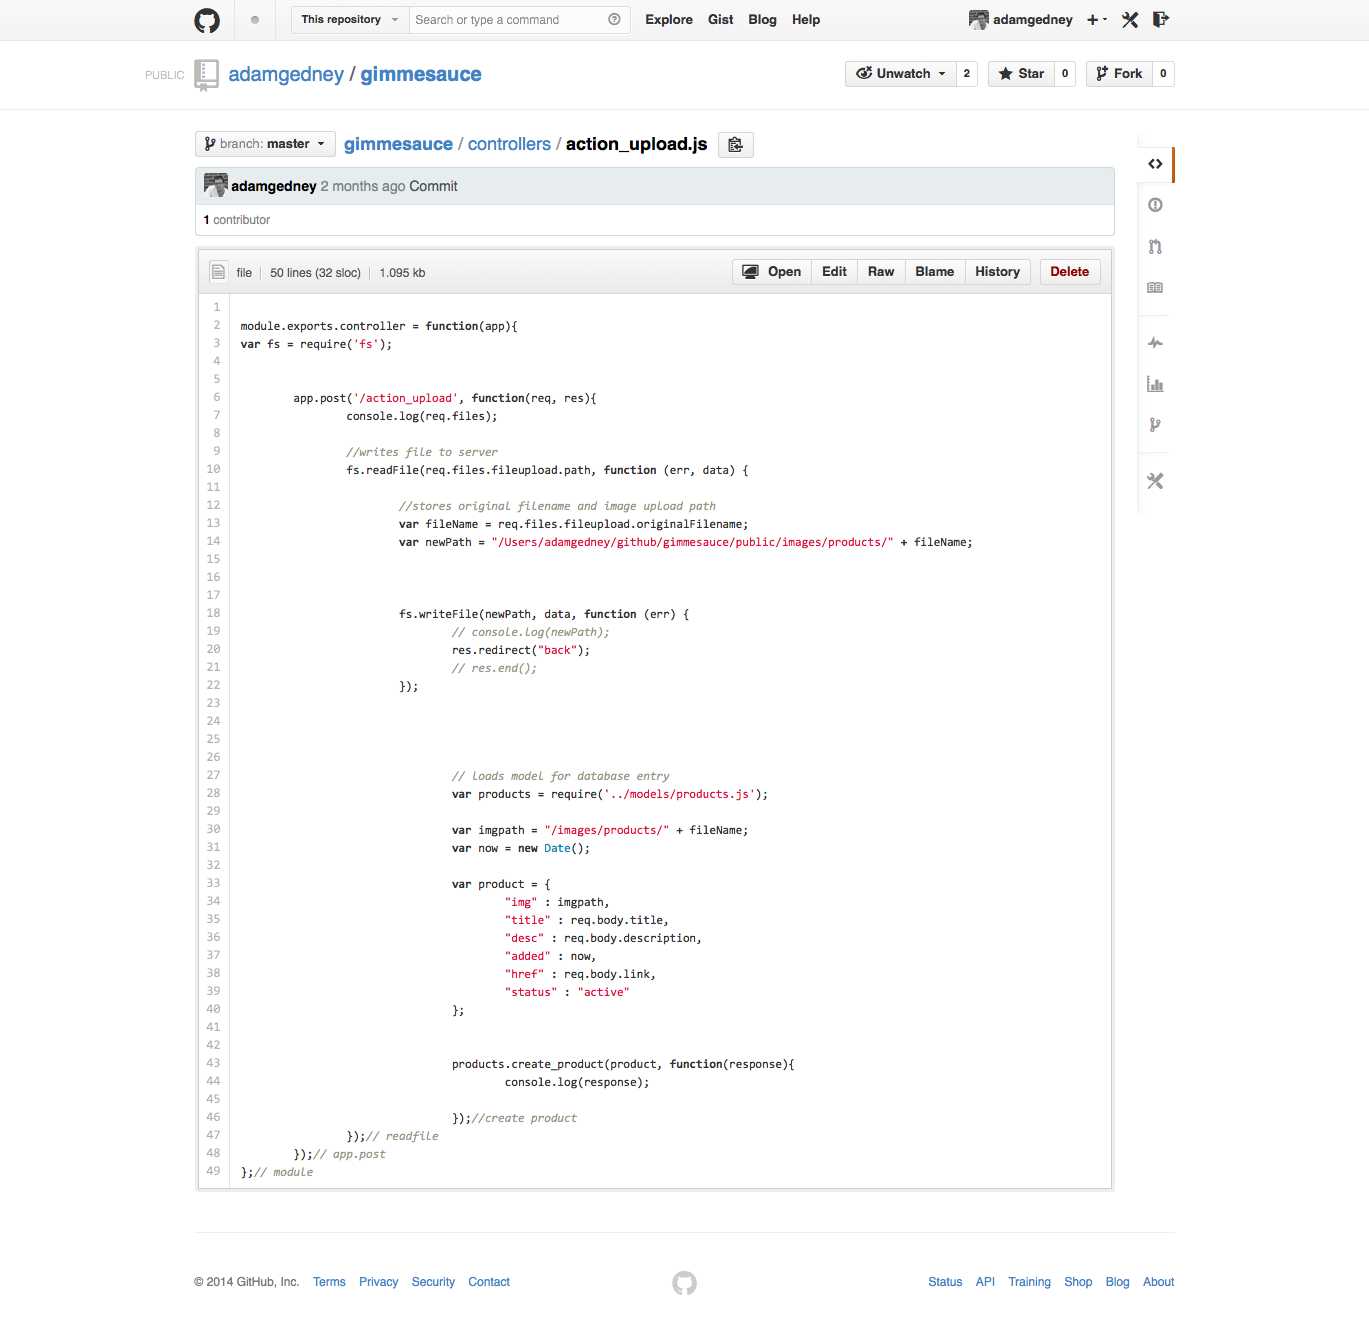 This repository Search or type a command Explore Gist Blog Help adamgedney
PUBLIC adamgedney / gimmesauce Unwatch 2 Star 0 Fork 0
branch: master gimmesauce / controllers / action_upload.js
adamgedney 2 months ago Commit
1 contributor
file 50 lines (32 sloc) 1.095 kb Open Edit Raw Blame History Delete
1
2 module.exports.controller = function(app){
3 var fs = require('fs');
4
5
6 app.post('/action_upload', function(req, res){
7 console.log(req.files);
8
9 //writes file to server
10 fs.readFile(req.files.fileupload.path, function (err, data) {
11
12 //stores original filename and image upload path
13 var fileName = req.files.fileupload.originalFilename;
14 var newPath = "/Users/adamgedney/github/gimmesauce/public/images/products/" + fileName;
15
16
17
18 fs.writeFile(newPath, data, function (err) {
19 // console.log(newPath);
20 res.redirect("back");
21 // res.end();
22 });
23
24
25
26
27 // loads model for database entry
28 var products = require('../models/products.js');
29
30 var imgpath = "/images/products/" + fileName;
31 var now = new Date();
32
33 var product = {
34 "img" : imgpath,
35 "title" : req.body.title,
36 "desc" : req.body.description,
37 "added" : now,
38 "href" : req.body.link,
39 "status" : "active"
40 };
41
42
43 products.create_product(product, function(response){
44 console.log(response);
45
46 });//create product
47 });// readfile
48 });// app.post
49 };// module
© 2014 GitHub, Inc. Terms Privacy Security Contact Status API Training Shop Blog About